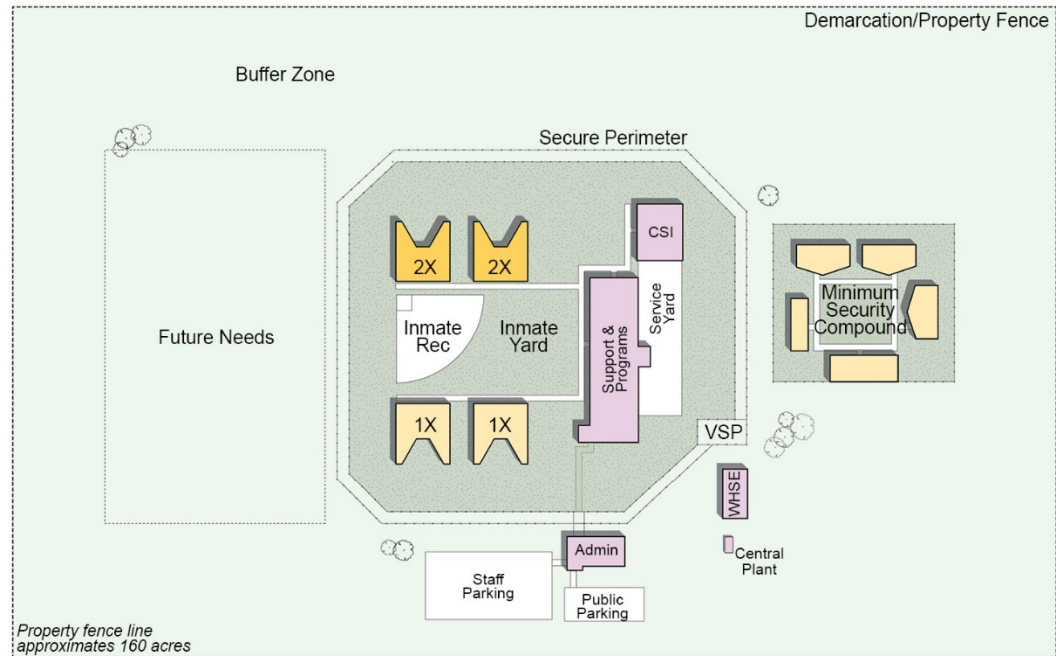 Demarcation/Property Fence
Buffer Zone
Secure Perimeter
CSI
2X
2X
Service
Yard
Minimum
Security
Compound
Future Needs
Inmate
Rec
Inmate
Yard
Support &
Programs
1X
1X
VSP
WHSE
Admin
Central
Plant
Staff
Parking
Public
Parking
Property fence line
approximates 160 acres